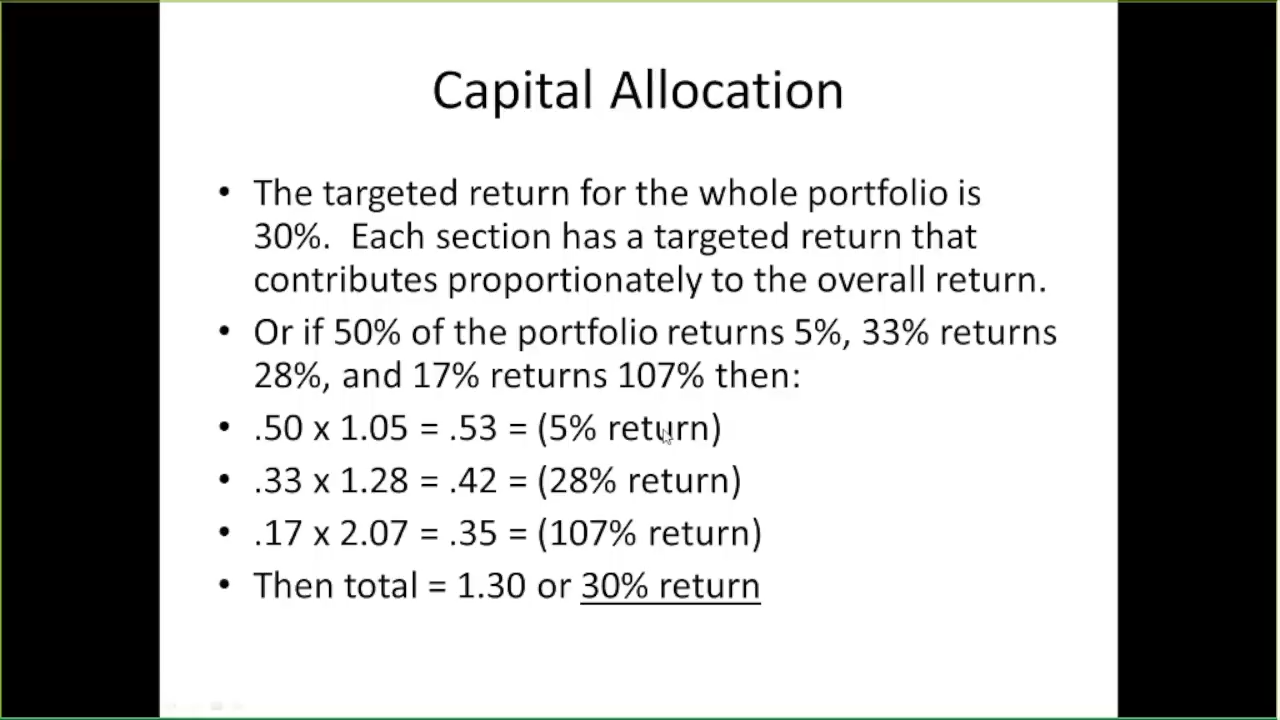 Capital Allocation
• The targeted return for the whole portfolio is
30%.  Each section has a targeted return that
contributes proportionately to the overall return.
• Or if 50% of the portfolio returns 5%, 33% returns
28%, and 17% returns 107% then:
• .50 x 1.05 = .53 = (5% return)
• .33 x 1.28 = .42 = (28% return)
• .17 x 2.07 = .35 = (107% return)
• Then total = 1.30 or 30% return